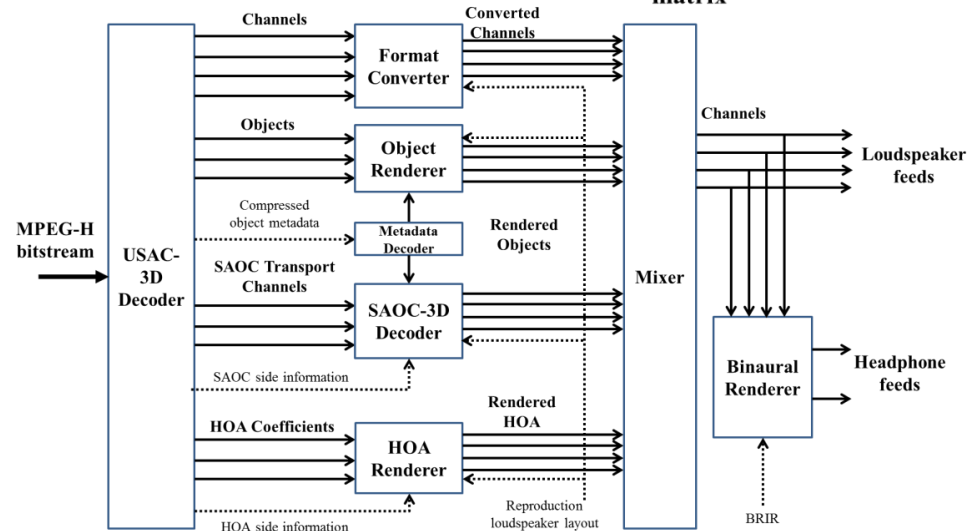 matrix
Channels
Converted
Channels
Format
Converter
Objects
Object
Renderer
Compressed
object metadata
Metadata
Decoder
Rendered
Objects
MPEG-H
bitstream
USAC-
3D
Decoder
SAOC Transport
Channels
SAOC-3D
Decoder
SAOC side information
HOA Coefficients
Rendered
HOA
HOA
Renderer
HOA side information
Reproduction
loudspeaker layout
Mixer
Channels
Loudspeaker
feeds
Binaural
Renderer
Headphone
feeds
BRIR